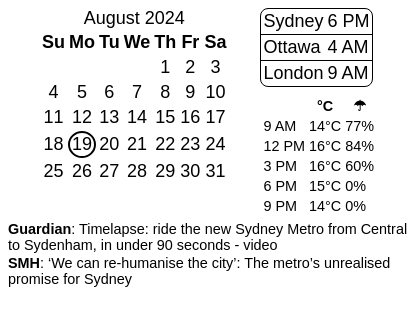 August 2024
Su Mo Tu We Th Fr Sa
1 2 3
4 5 6 7 8 9 10
11 12 13 14 15 16 17
18 19 20 21 22 23 24
25 26 27 28 29 30 31
Sydney 6 PM
Ottawa 4 AM
London 9 AM
°C ☂
9 AM 14°C 77%
12 PM 16°C 84%
3 PM 16°C 60%
6 PM 15°C 0%
9 PM 14°C 0%
Guardian: Timelapse: ride the new Sydney Metro from Central
to Sydenham, in under 90 seconds - video
SMH: ‘We can re-humanise the city’: The metro’s unrealised
promise for Sydney